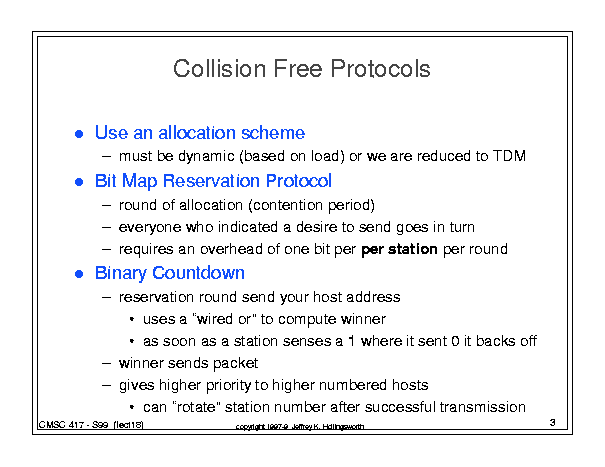 Collision Free Protocols
● Use an allocation scheme
– must be dynamic (based on load) or we are reduced to TDM
● Bit Map Reservation Protocol
– round of allocation (contention period)
– everyone who indicated a desire to send goes in turn
– requires an overhead of one bit per per station per round
● Binary Countdown
– reservation round send your host address
• uses a “wired or” to compute winner
• as soon as a station senses a 1 where it sent 0 it backs off
– winner sends packet
– gives higher priority to higher numbered hosts
• can “rotate” station number after successful transmission
CMSC 417 - S99 (lect18)
copyright 1997-9 Jeffrey K. Hollingsworth
3